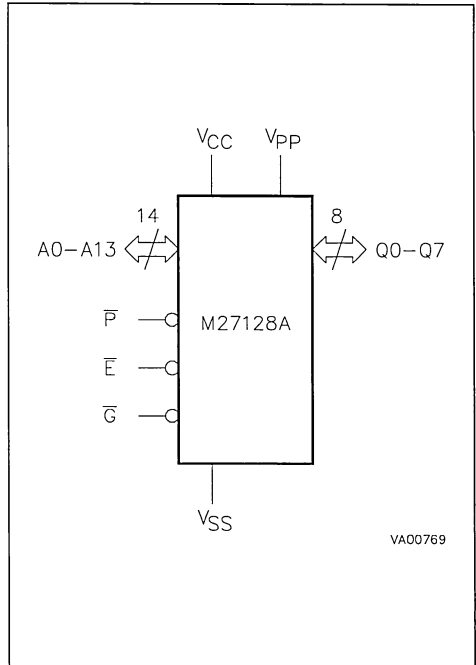 VCC VPP
14 8
A0-A13 Q0-Q7
P̅
M27128A
E̅
G̅
VSS
VA00769